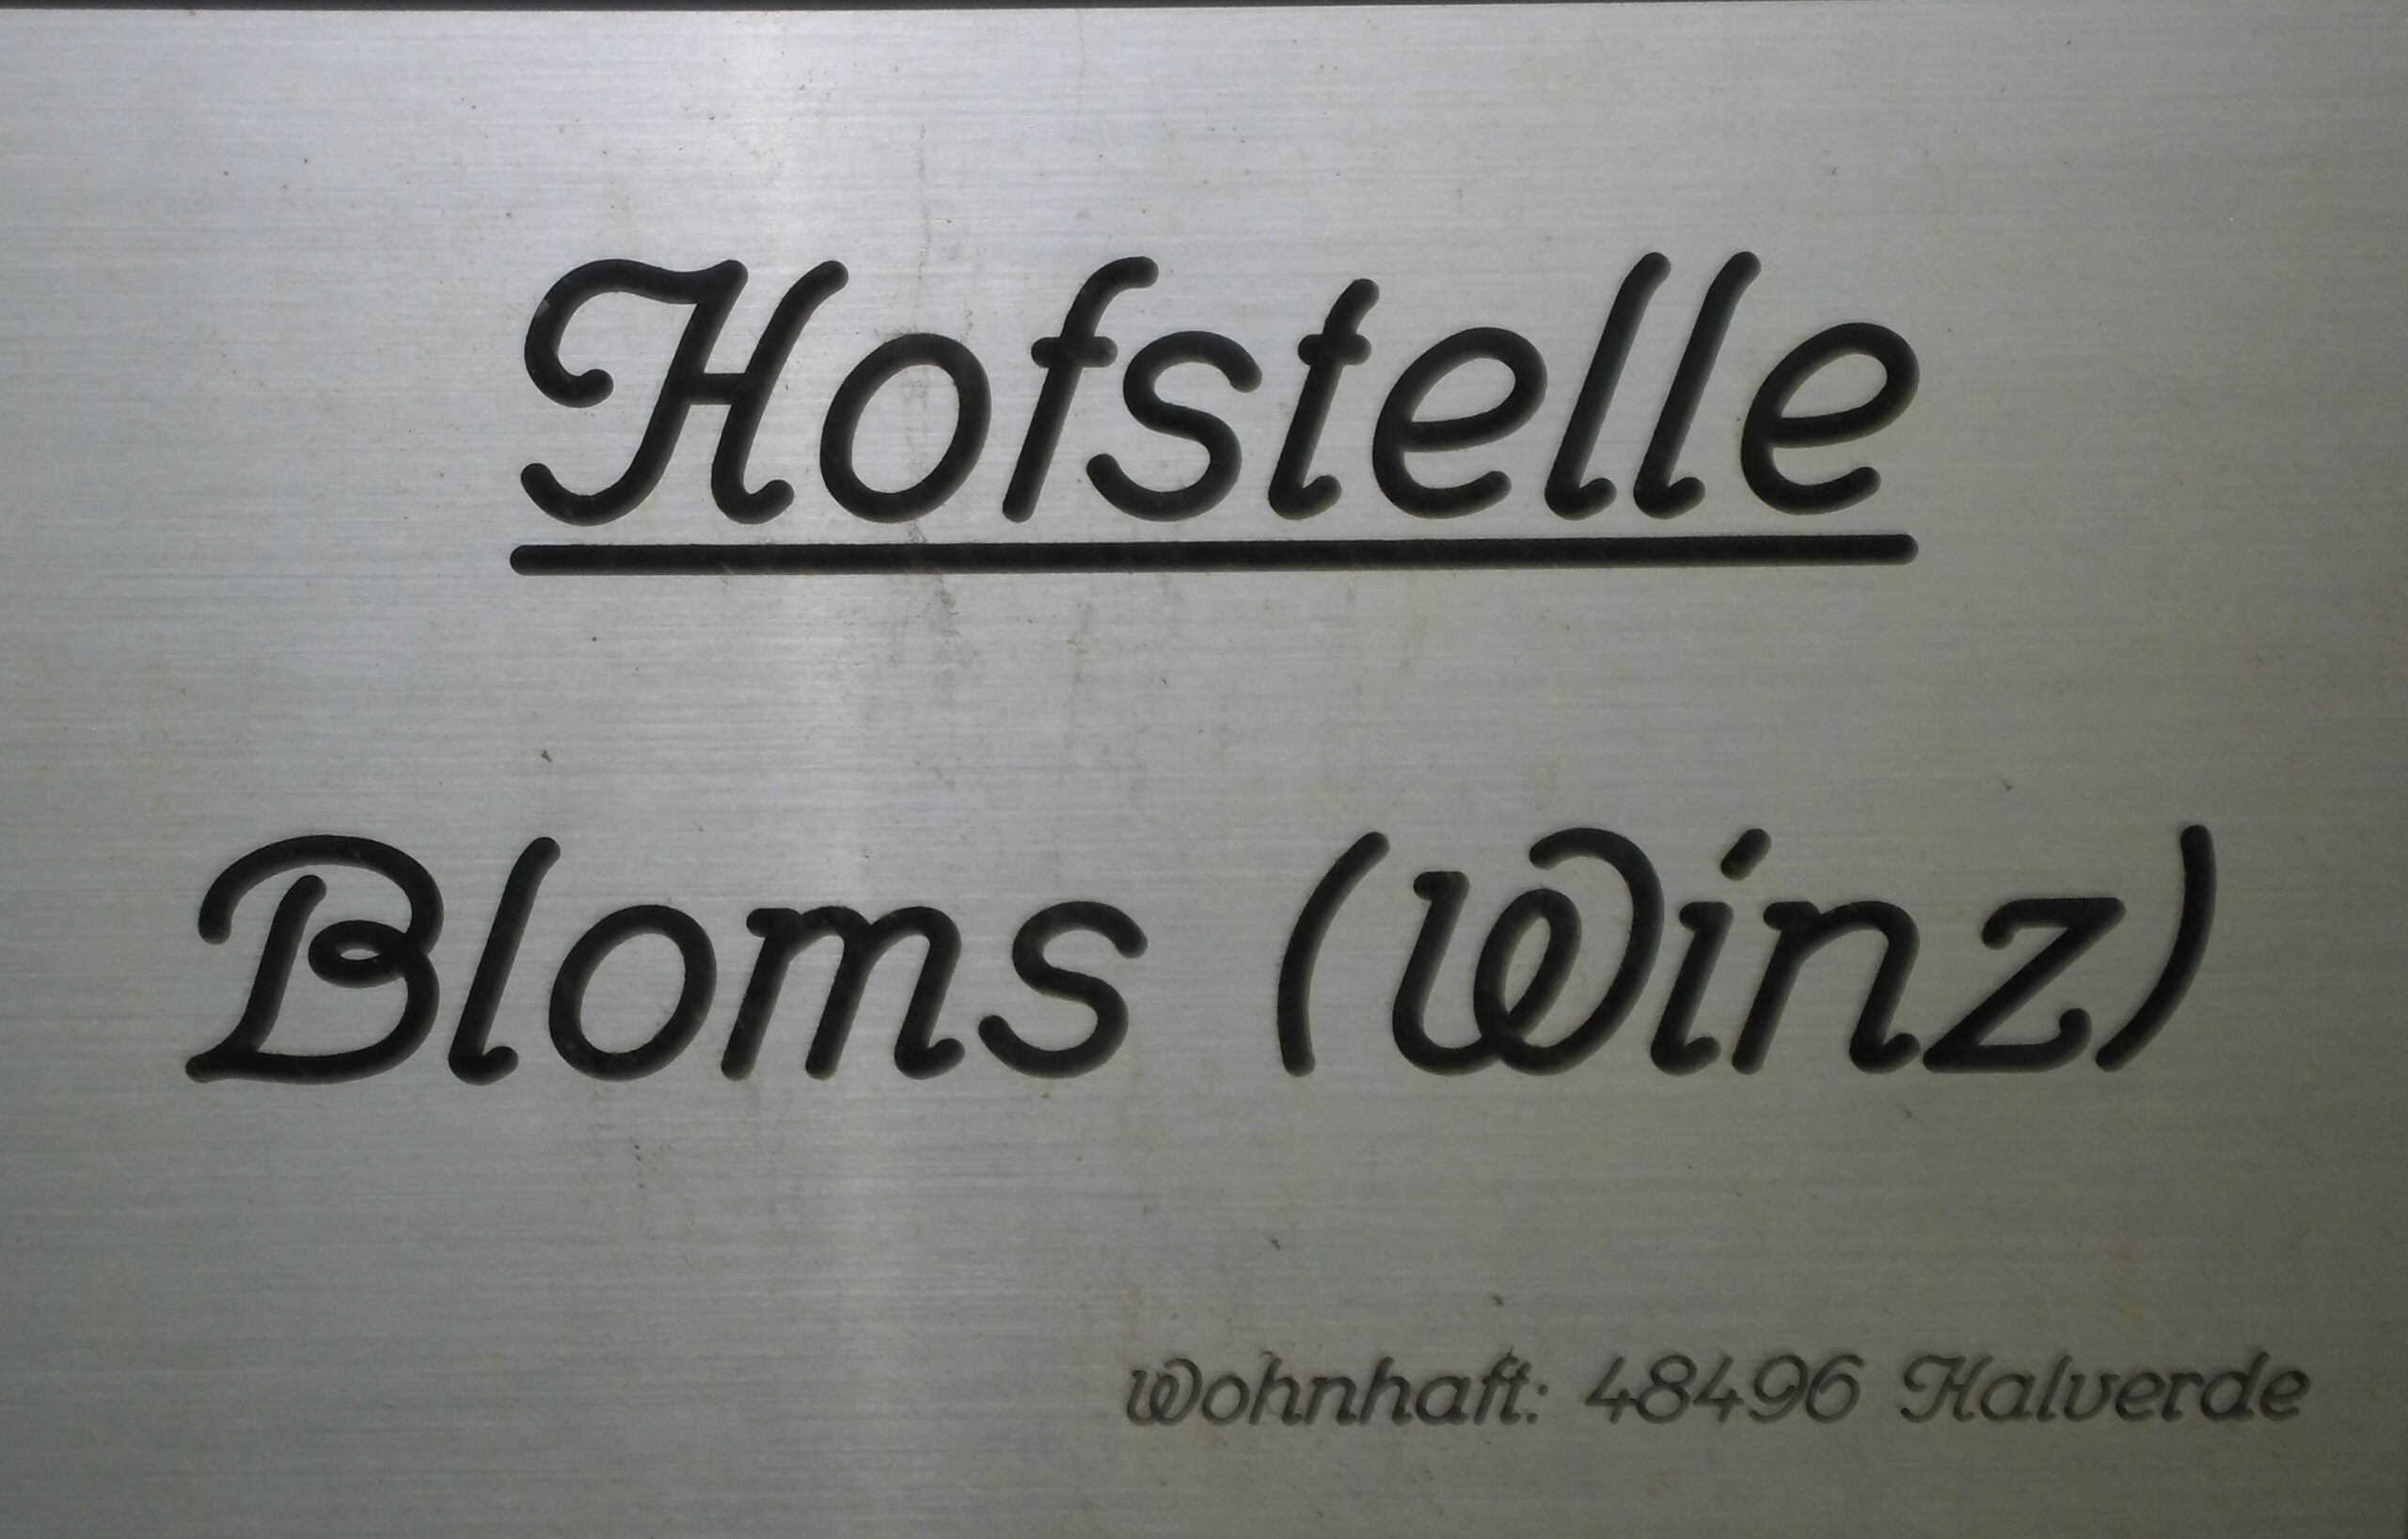 Hofstelle
Bloms (Winz)
Wohnhaft: 48496 Halverde